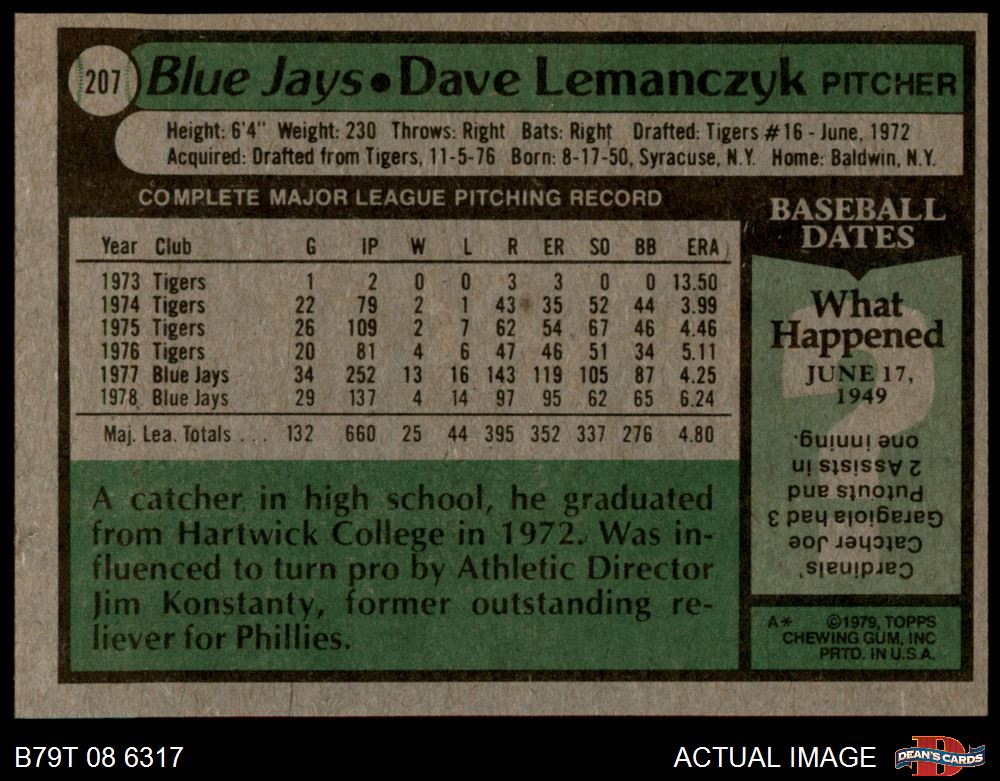 207 Blue Jays • Dave Lemanczyk PITCHER
Height: 6'4" Weight: 230 Throws: Right Bats: Right Drafted: Tigers #16 - June, 1972
Acquired: Drafted from Tigers, 11-5-76 Born: 8-17-50, Syracuse, N.Y. Home: Baldwin, N.Y.
COMPLETE MAJOR LEAGUE PITCHING RECORD
Year Club G IP W L R ER SO BB ERA
1973 Tigers 1 2 0 0 3 3 0 0 13.50
1974 Tigers 22 79 2 1 43 35 52 44 3.99
1975 Tigers 26 109 2 7 62 54 67 46 4.46
1976 Tigers 20 81 4 6 47 46 51 34 5.11
1977 Blue Jays 34 252 13 16 143 119 105 87 4.25
1978 Blue Jays 29 137 4 14 97 95 62 65 6.24
Maj. Lea. Totals ... 132 660 25 44 395 352 337 276 4.80
A catcher in high school, he graduated
from Hartwick College in 1972. Was in-
fluenced to turn pro by Athletic Director
Jim Konstanty, former outstanding re-
liever for Phillies.
BASEBALL
DATES
What
Happened
JUNE 17,
1949
Cardinals'
Catcher Joe
Garagiola had 3
Putouts and
2 Assists in
one inning.
A* ©1979, TOPPS
CHEWING GUM, INC
PRTD. IN U.S.A.
B79T 08 6317
ACTUAL IMAGE
D
DEAN'S CARDS